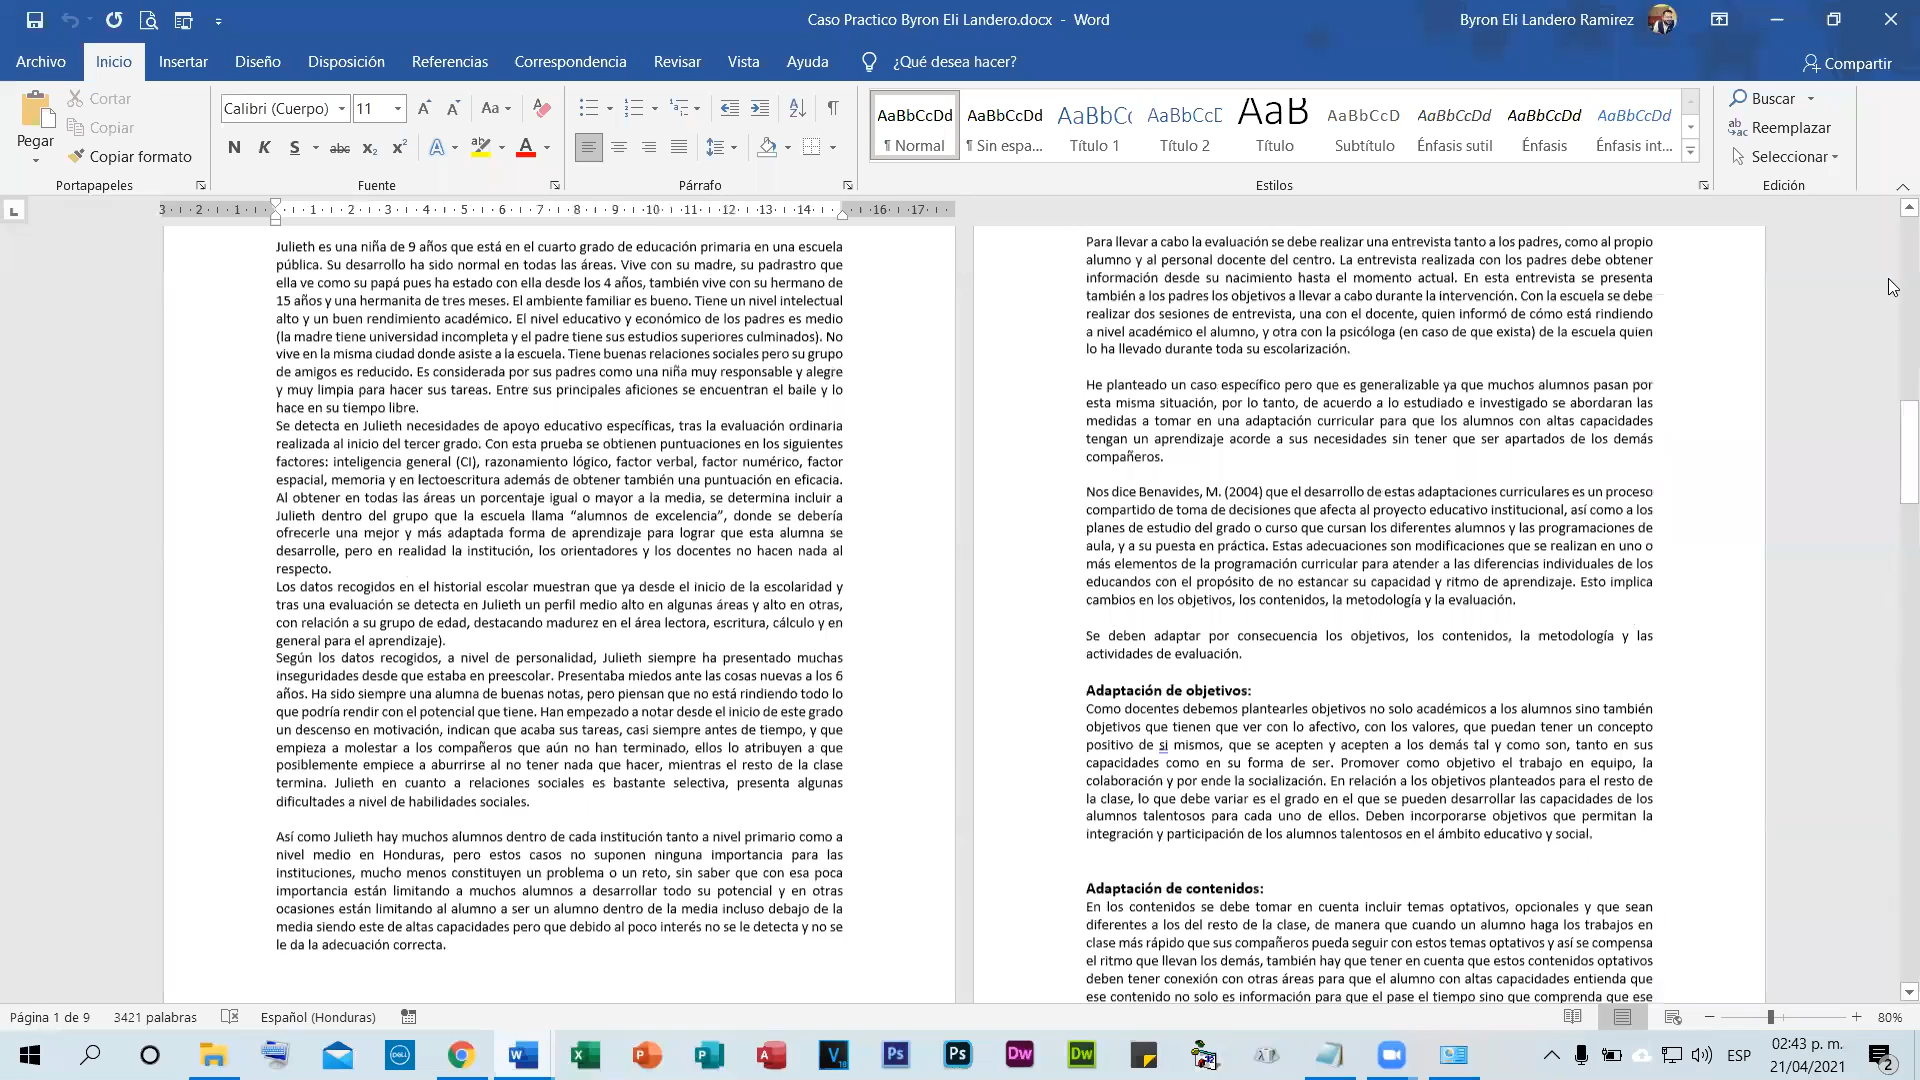 Caso Practico Byron Eli Landero.docx - Word
Byron Eli Landero Ramirez
Archivo Inicio Insertar Diseño Disposición Referencias Correspondencia Revisar Vista Ayuda ¿Qué desea hacer? Compartir
Pegar
Cortar
Copiar
Copiar formato
Portapapeles
Calibri (Cuerpo) 11
N K S abc x₂ x² A A
Fuente
Párrafo
AaBbCcDd AaBbCcDd AaBbCc AaBbCcE AaB AaBbCcD AaBbCcDd AaBbCcDd AaBbCcDd
¶ Normal ¶ Sin espa... Título 1 Título 2 Título Subtítulo Énfasis sutil Énfasis Énfasis int...
Estilos
Buscar
Reemplazar
Seleccionar
Edición
3 2 1 1 2 3 4 5 6 7 8 9 10 11 12 13 14 16 17
Julieth es una niña de 9 años que está en el cuarto grado de educación primaria en una escuela
pública. Su desarrollo ha sido normal en todas las áreas. Vive con su madre, su padrastro que
ella ve como su papá pues ha estado con ella desde los 4 años, también vive con su hermano de
15 años y una hermanita de tres meses. El ambiente familiar es bueno. Tiene un nivel intelectual
alto y un buen rendimiento académico. El nivel educativo y económico de los padres es medio
(la madre tiene universidad incompleta y el padre tiene sus estudios superiores culminados). No
vive en la misma ciudad donde asiste a la escuela. Tiene buenas relaciones sociales pero su grupo
de amigos es reducido. Es considerada por sus padres como una niña muy responsable y alegre
y muy limpia para hacer sus tareas. Entre sus principales aficiones se encuentran el baile y lo
hace en su tiempo libre.
Se detecta en Julieth necesidades de apoyo educativo específicas, tras la evaluación ordinaria
realizada al inicio del tercer grado. Con esta prueba se obtienen puntuaciones en los siguientes
factores: inteligencia general (CI), razonamiento lógico, factor verbal, factor numérico, factor
espacial, memoria y en lectoescritura además de obtener también una puntuación en eficacia.
Al obtener en todas las áreas un porcentaje igual o mayor a la media, se determina incluir a
Julieth dentro del grupo que la escuela llama “alumnos de excelencia”, donde se debería
ofrecerle una mejor y más adaptada forma de aprendizaje para lograr que esta alumna se
desarrolle, pero en realidad la institución, los orientadores y los docentes no hacen nada al
respecto.
Los datos recogidos en el historial escolar muestran que ya desde el inicio de la escolaridad y
tras una evaluación se detecta en Julieth un perfil medio alto en algunas áreas y alto en otras,
con relación a su grupo de edad, destacando madurez en el área lectora, escritura, cálculo y en
general para el aprendizaje).
Según los datos recogidos, a nivel de personalidad, Julieth siempre ha presentado muchas
inseguridades desde que estaba en preescolar. Presentaba miedos ante las cosas nuevas a los 6
años. Ha sido siempre una alumna de buenas notas, pero piensan que no está rindiendo todo lo
que podría rendir con el potencial que tiene. Han empezado a notar desde el inicio de este grado
un descenso en motivación, indican que acaba sus tareas, casi siempre antes de tiempo, y que
empieza a molestar a los compañeros que aún no han terminado, ellos lo atribuyen a que
posiblemente empiece a aburrirse al no tener nada que hacer, mientras el resto de la clase
termina. Julieth en cuanto a relaciones sociales es bastante selectiva, presenta algunas
dificultades a nivel de habilidades sociales.
Así como Julieth hay muchos alumnos dentro de cada institución tanto a nivel primario como a
nivel medio en Honduras, pero estos casos no suponen ninguna importancia para las
instituciones, mucho menos constituyen un problema o un reto, sin saber que con esa poca
importancia están limitando a muchos alumnos a desarrollar todo su potencial y en otras
ocasiones están limitando al alumno a ser un alumno dentro de la media incluso debajo de la
media siendo este de altas capacidades pero que debido al poco interés no se le detecta y no se
le da la adecuación correcta.
Para llevar a cabo la evaluación se debe realizar una entrevista tanto a los padres, como al propio
alumno y al personal docente del centro. La entrevista realizada con los padres debe obtener
información desde su nacimiento hasta el momento actual. En esta entrevista se presenta
también a los padres los objetivos a llevar a cabo durante la intervención. Con la escuela se debe
realizar dos sesiones de entrevista, una con el docente, quien informó de cómo está rindiendo
a nivel académico el alumno, y otra con la psicóloga (en caso de que exista) de la escuela quien
lo ha llevado durante toda su escolarización.
He planteado un caso específico pero que es generalizable ya que muchos alumnos pasan por
esta misma situación, por lo tanto, de acuerdo a lo estudiado e investigado se abordaran las
medidas a tomar en una adaptación curricular para que los alumnos con altas capacidades
tengan un aprendizaje acorde a sus necesidades sin tener que ser apartados de los demás
compañeros.
Nos dice Benavides, M. (2004) que el desarrollo de estas adaptaciones curriculares es un proceso
compartido de toma de decisiones que afecta al proyecto educativo institucional, así como a los
planes de estudio del grado o curso que cursan los diferentes alumnos y las programaciones de
aula, y a su puesta en práctica. Estas adecuaciones son modificaciones que se realizan en uno o
más elementos de la programación curricular para atender a las diferencias individuales de los
educandos con el propósito de no estancar su capacidad y ritmo de aprendizaje. Esto implica
cambios en los objetivos, los contenidos, la metodología y la evaluación.
Se deben adaptar por consecuencia los objetivos, los contenidos, la metodología y las
actividades de evaluación.
Adaptación de objetivos:
Como docentes debemos plantearles objetivos no solo académicos a los alumnos sino también
objetivos que tienen que ver con lo afectivo, con los valores, que puedan tener un concepto
positivo de si mismos, que se acepten y acepten a los demás tal y como son, tanto en sus
capacidades como en su forma de ser. Promover como objetivo el trabajo en equipo, la
colaboración y por ende la socialización. En relación a los objetivos planteados para el resto de
la clase, lo que debe variar es el grado en el que se pueden desarrollar las capacidades de los
alumnos talentosos para cada uno de ellos. Deben incorporarse objetivos que permitan la
integración y participación de los alumnos talentosos en el ámbito educativo y social.
Adaptación de contenidos:
En los contenidos se debe tomar en cuenta incluir temas optativos, opcionales y que sean
diferentes a los del resto de la clase, de manera que cuando un alumno haga los trabajos en
clase más rápido que sus compañeros pueda seguir con estos temas optativos y así se compensa
el ritmo que llevan los demás, también hay que tener en cuenta que estos contenidos optativos
deben tener conexión con otras áreas para que el alumno con altas capacidades entienda que
ese contenido no solo es información para que el pase el tiempo sino que comprenda que ese
Página 1 de 9 3421 palabras Español (Honduras) 80%
ESP 02:43 p. m.
21/04/2021
2